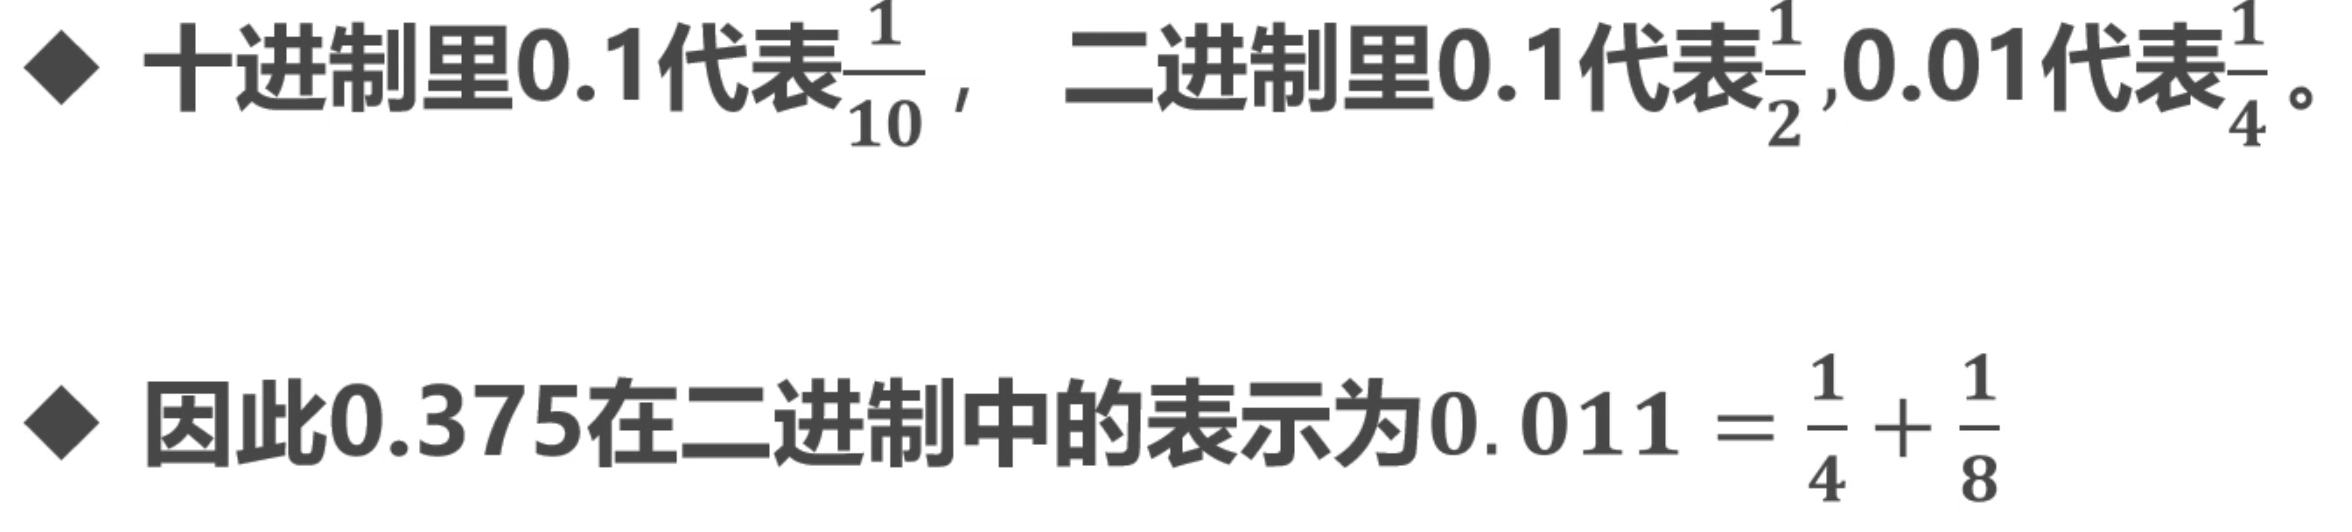 ◆ 十进制里0.1代表1/10， 二进制里0.1代表1/2,0.01代表1/4。
◆ 因此0.375在二进制中的表示为0.011 = 1/4 + 1/8